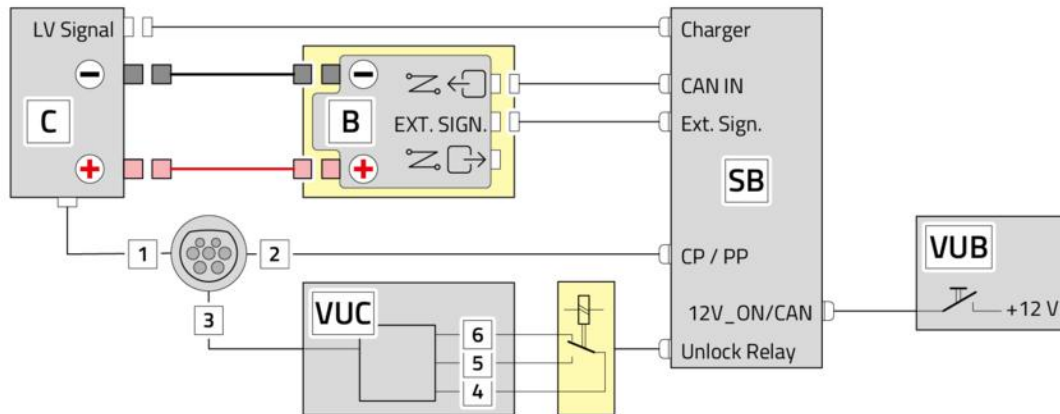 LV Signal
Charger
−
CAN IN
C
B
EXT. SIGN.
Ext. Sign.
+
+
SB
1
2
CP / PP
VUB
3
VUC
12V_ON/CAN
+12 V
6
5
Unlock Relay
4